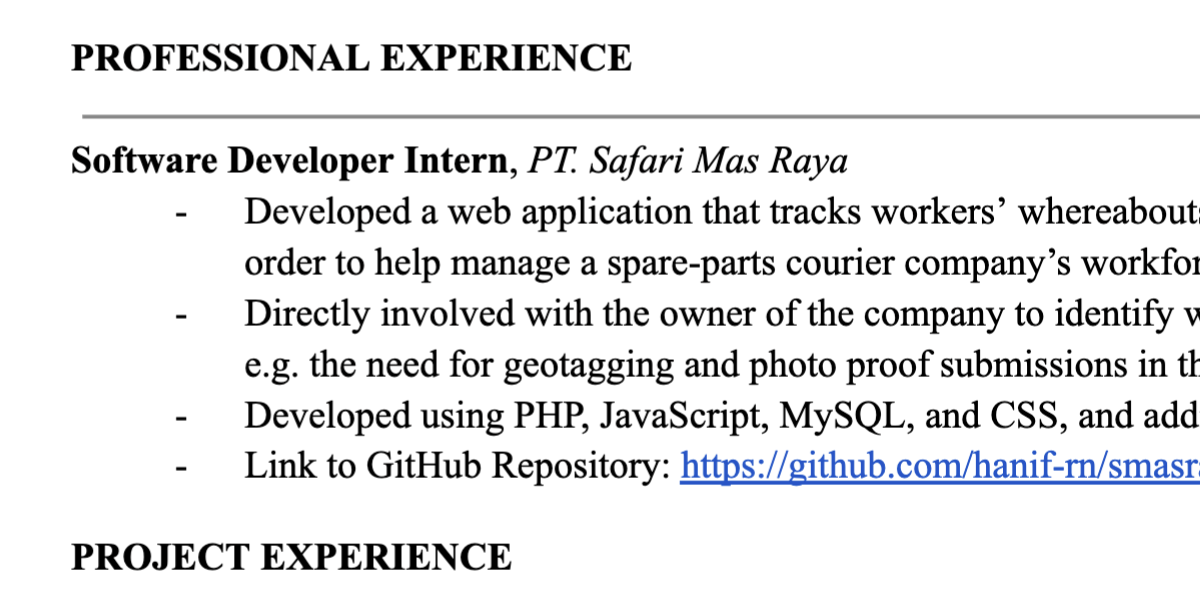 PROFESSIONAL EXPERIENCE
Software Developer Intern, PT. Safari Mas Raya
- Developed a web application that tracks workers’ whereabouts
order to help manage a spare-parts courier company’s
- Directly involved with the owner of the company to identify
e.g. the need for geotagging and photo proof submissions in
- Developed using PHP, JavaScript, MySQL, and CSS, and
- Link to GitHub Repository: https://github.com/hanif-rn/smasr
PROJECT EXPERIENCE